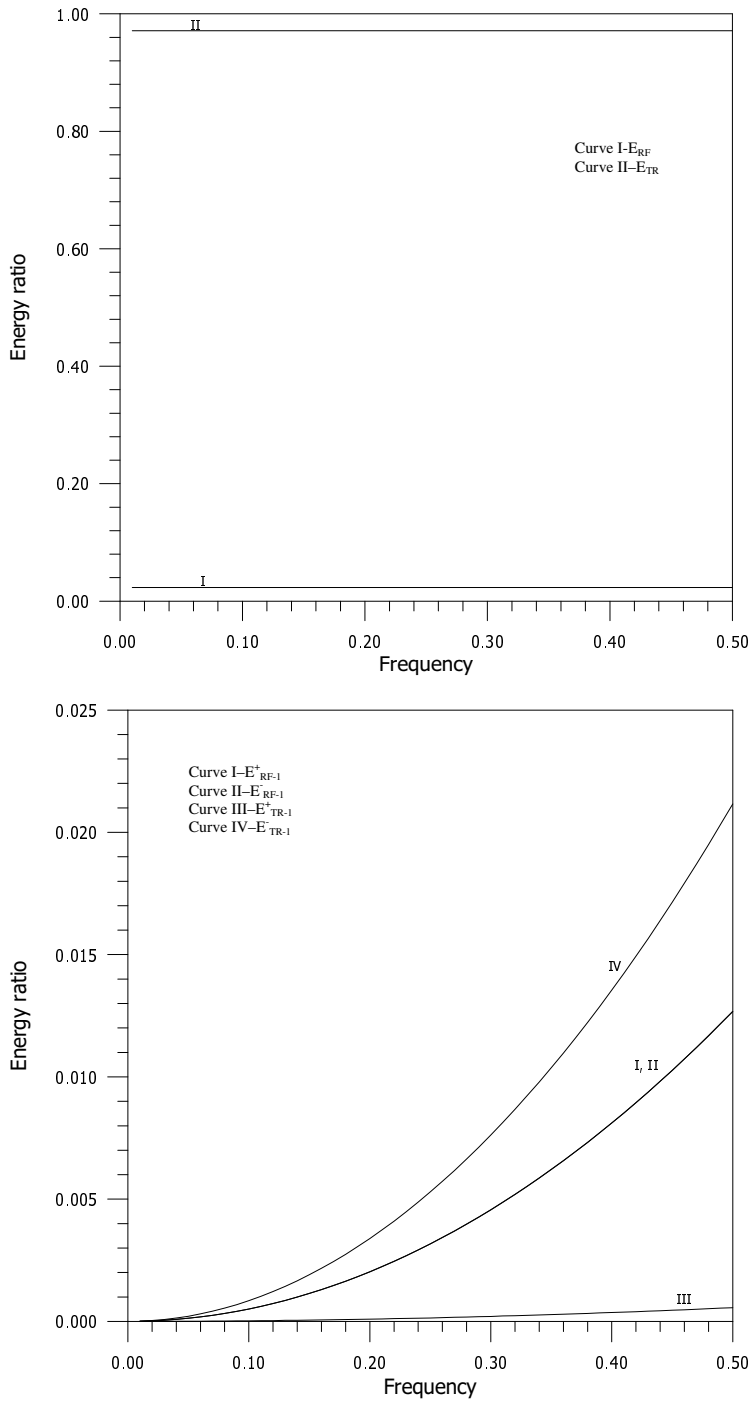 1.00
II
0.80
Curve I-E_RF
Curve II–E_TR
0.60
Energy ratio
0.40
0.20
I
0.00
0.00 0.10 0.20 0.30 0.40 0.50
Frequency
0.025
Curve I–E⁺_RF-1
Curve II–E⁻_RF-1
Curve III–E⁺_TR-1
Curve IV–E⁻_TR-1
0.020
0.015
IV
Energy ratio
0.010
I, II
0.005
III
0.000
0.00 0.10 0.20 0.30 0.40 0.50
Frequency